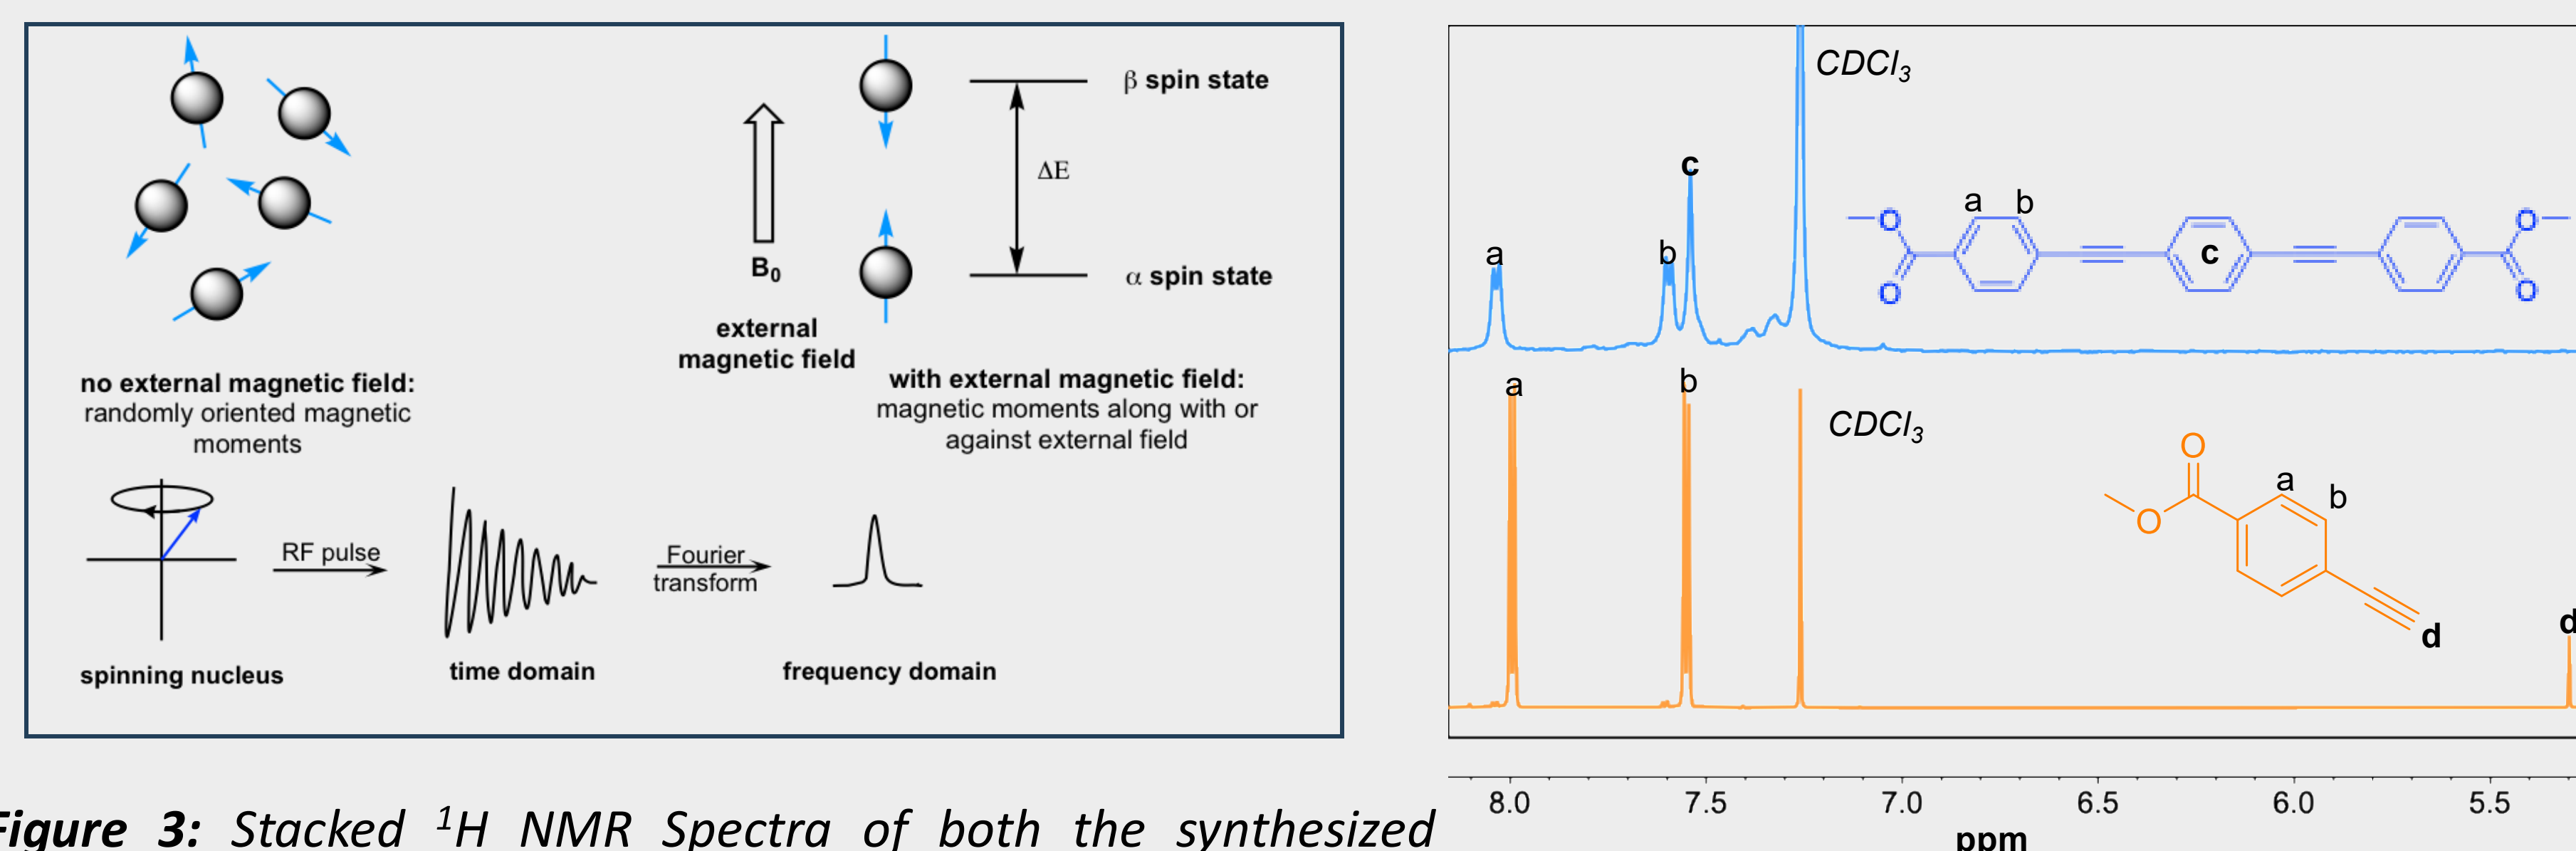 β spin state
ΔE
B₀
α spin state
external
magnetic field
no external magnetic field:
randomly oriented magnetic
moments
with external magnetic field:
magnetic moments along with or
against external field
RF pulse
Fourier
transform
spinning nucleus
time domain
frequency domain
CDCl₃
a
b
c
a
b
c
O
O
O
O
CDCl₃
a
b
d
O
O
a
b
d
8.0
7.5
7.0
6.5
6.0
5.5
ppm
Figure 3: Stacked ¹H NMR Spectra of both the synthesized